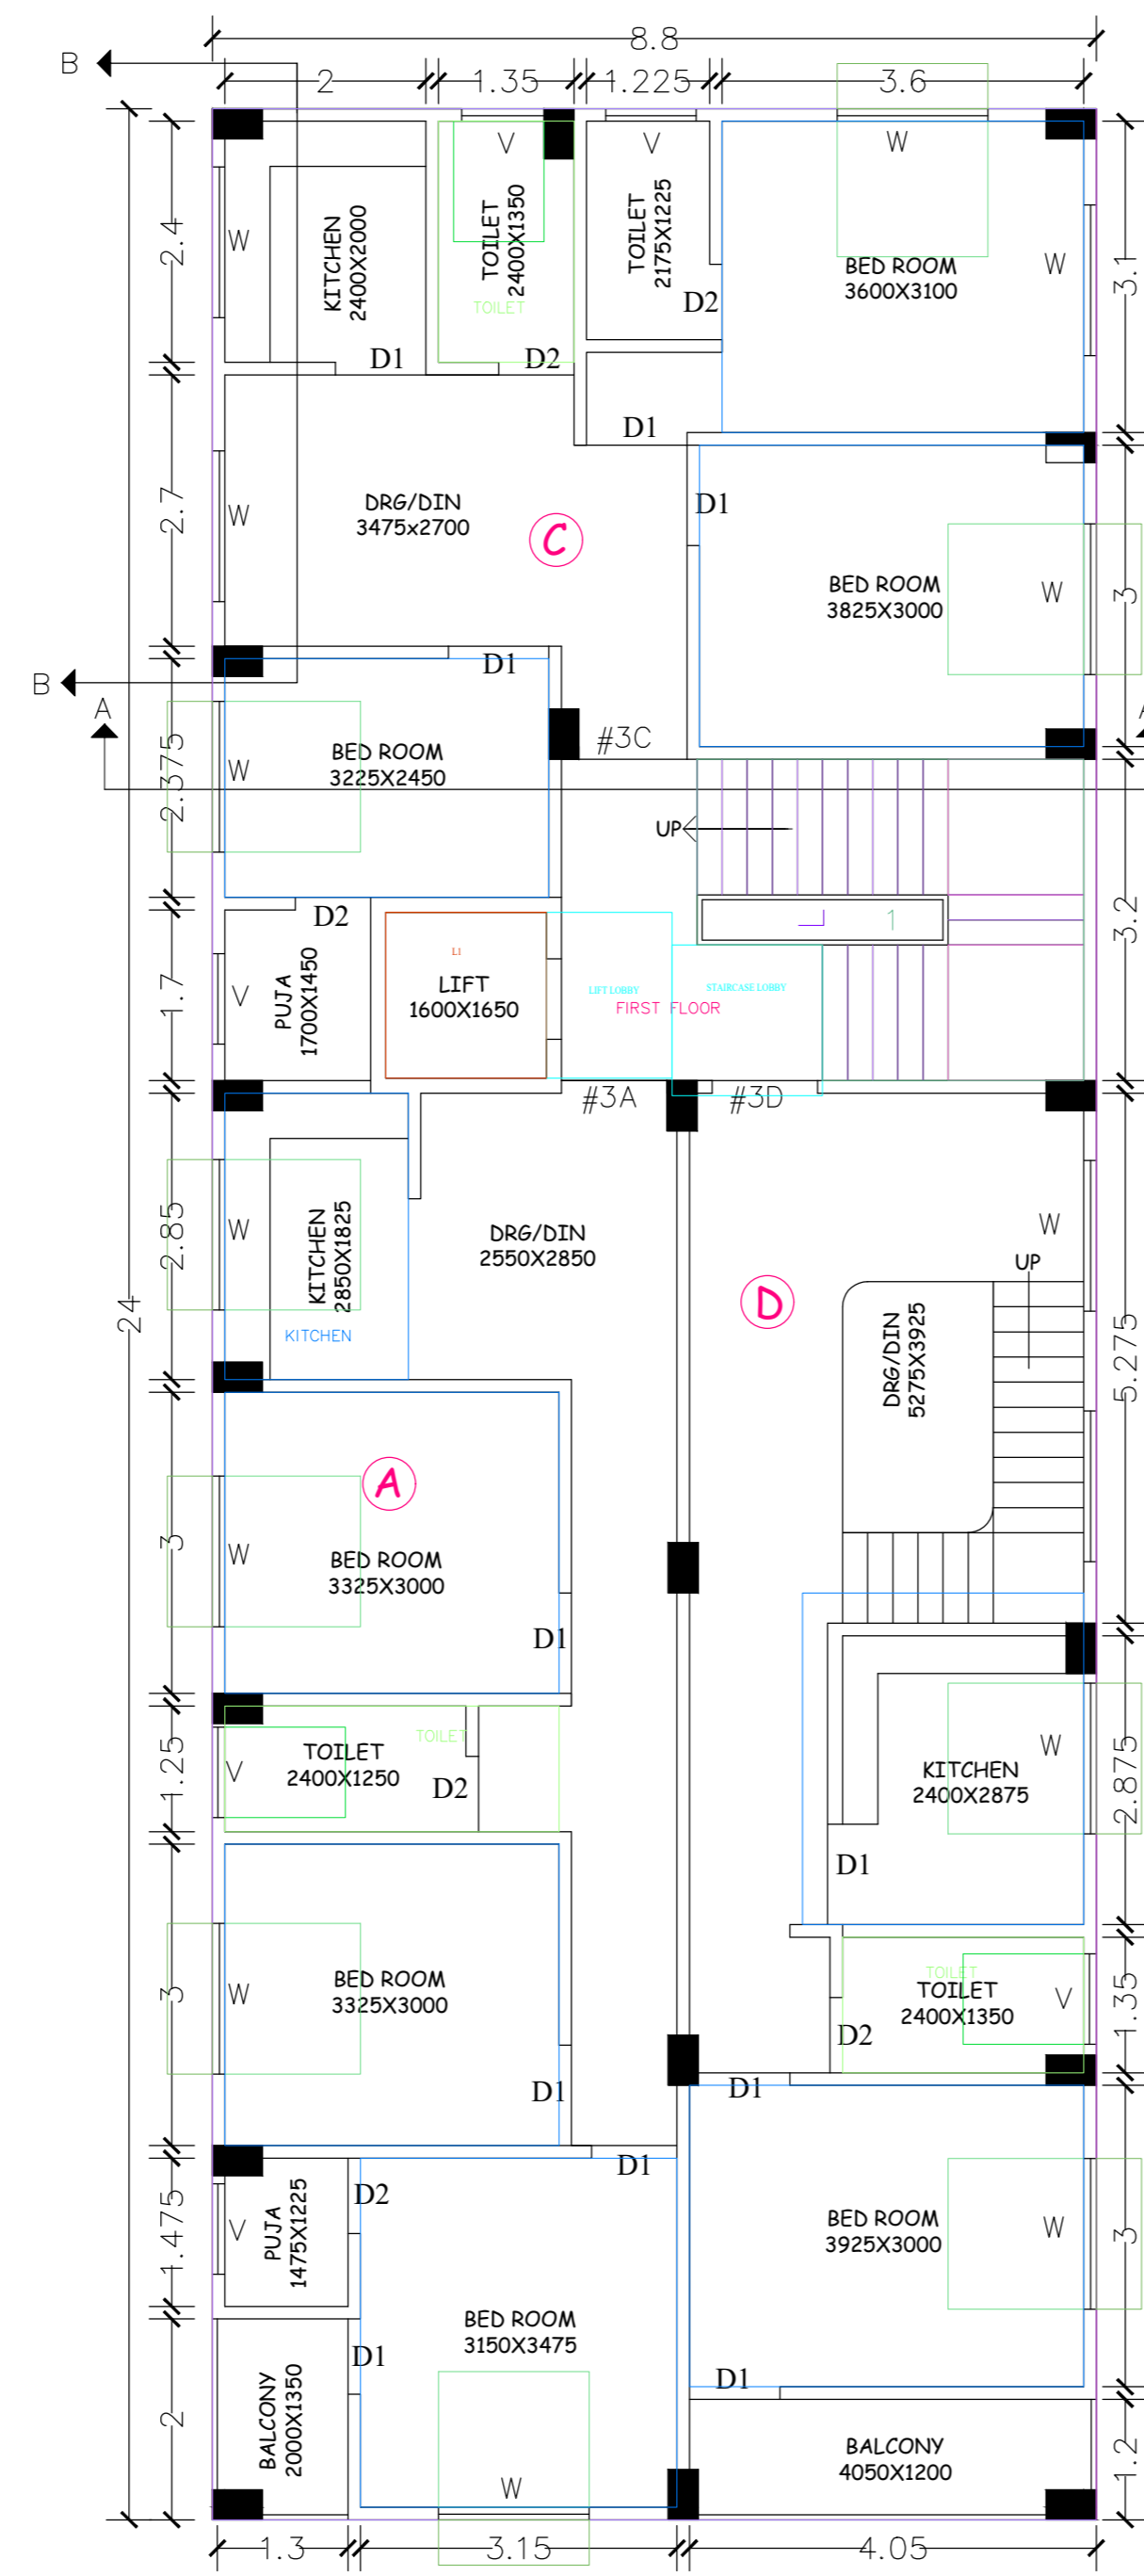 8.8
B
2
1.35
1.225
3.6
V
V
W
2.4
W
KITCHEN
2400X2000
TOILET
2400X1350
TOILET
TOILET
2175X1225
BED ROOM
3600X3100
W
3.1
D2
D1
D2
D1
2.7
W
DRG/DIN
3475x2700
C
D1
BED ROOM
3825X3000
W
3
D1
B
A
A
#3C
2.375
W
BED ROOM
3225X2450
UP
D2
1
3.2
1.7
V
PUJA
1700X1450
L1
LIFT
1600X1650
LIFT LOBBY
STAIRCASE LOBBY
FIRST FLOOR
#3A
#3D
2.85
W
KITCHEN
2850X1825
KITCHEN
DRG/DIN
2550X2850
W
UP
D
DRG/DIN
5275X3925
5.275
24
A
3
W
BED ROOM
3325X3000
D1
1.25
V
TOILET
TOILET
2400X1250
D2
W
KITCHEN
2400X2875
2.875
D1
3
W
BED ROOM
3325X3000
TOILET
TOILET
2400X1350
V
1.35
D2
D1
D1
D1
1.475
V
PUJA
1475X1225
D2
BED ROOM
3925X3000
W
3
BED ROOM
3150X3475
D1
D1
2
BALCONY
2000X1350
W
BALCONY
4050X1200
1.2
1.3
3.15
4.05